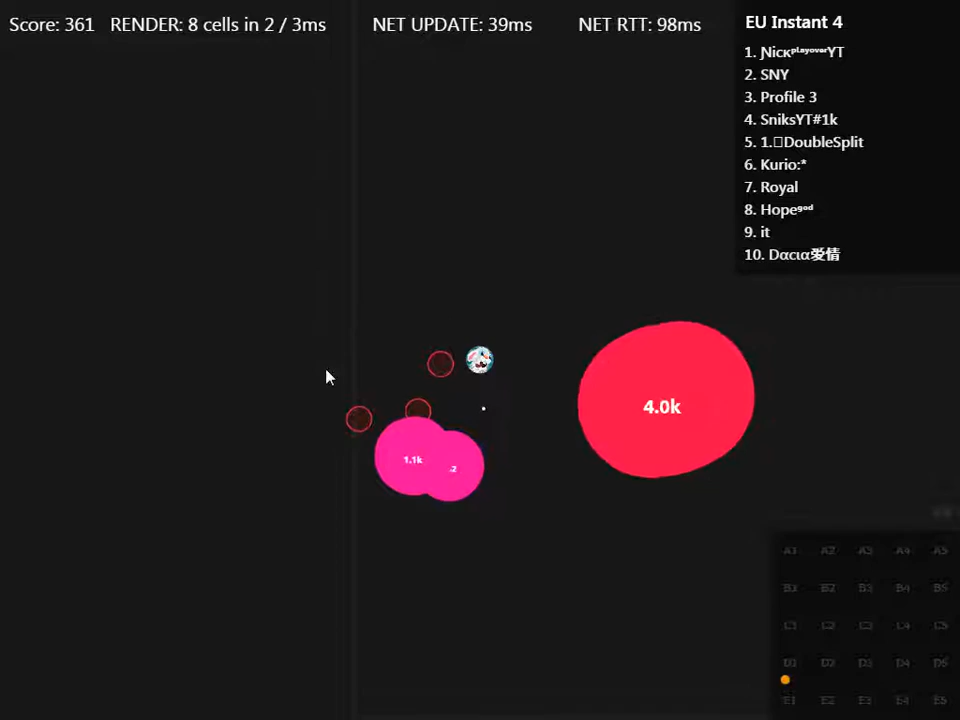 Score: 361 RENDER: 8 cells in 2 / 3ms NET UPDATE: 39ms NET RTT: 98ms
EU Instant 4
1. ƝιcκᵖᴸᵃʸᵒᵛᵉʳƳT
2. SNY
3. Profile 3
4. SniksYT#1k
5. 1.DoubleSplit
6. Kurio:*
7. Royal
8. Hopeᵍᵒᵈ
9. it
10. Dαcια爱情
4.0k
1.1k
A1 A2 A3 A4 A5
B1 B2 B3 B4 B5
C1 C2 C3 C4 C5
D1 D2 D3 D4 D5
E1 E2 E3 E4 E5